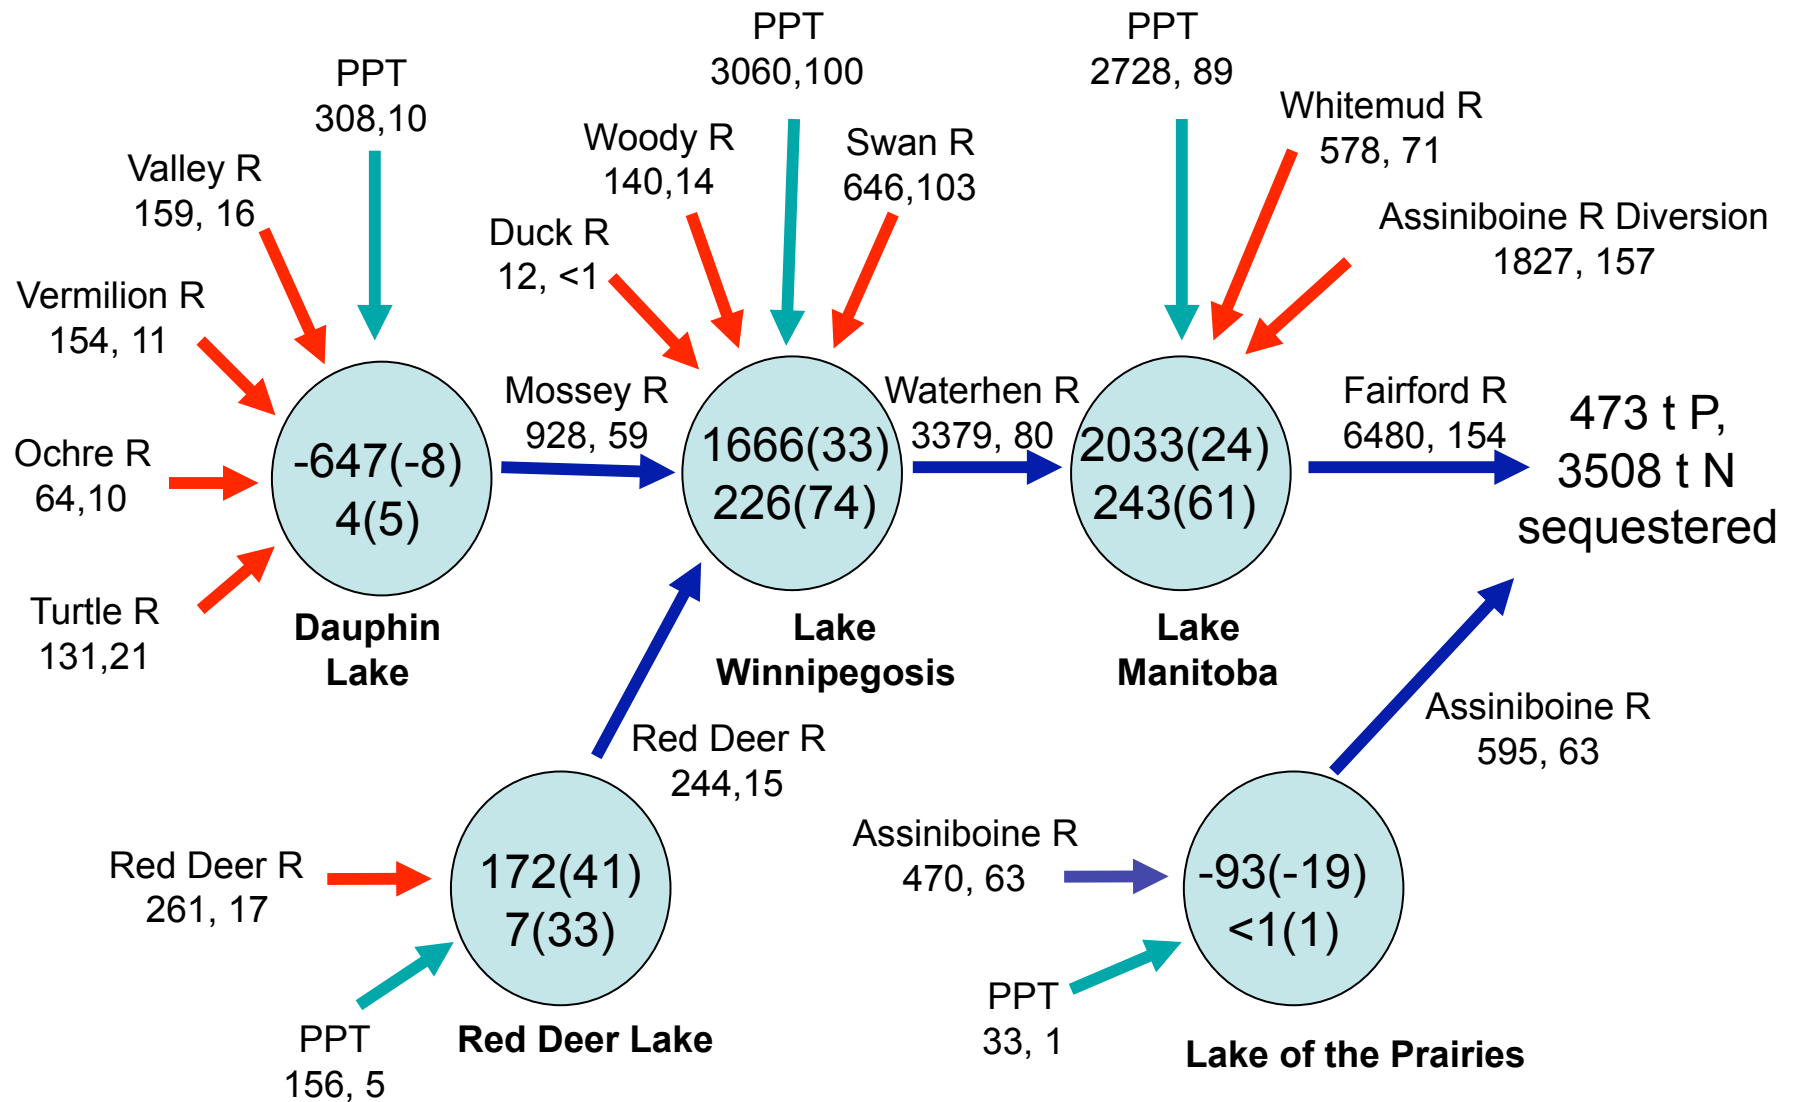 PPT
3060,100
PPT
2728, 89
PPT
308,10
Whitemud R
578, 71
Woody R
140,14
Swan R
646,103
Valley R
159, 16
Assiniboine R Diversion
1827, 157
Duck R
12, <1
Vermilion R
154, 11
Mossey R
928, 59
Waterhen R
3379, 80
Fairford R
6480, 154
473 t P,
3508 t N
sequestered
Ochre R
64,10
-647(-8)
4(5)
1666(33)
226(74)
2033(24)
243(61)
Turtle R
131,21
Dauphin
Lake
Lake
Winnipegosis
Lake
Manitoba
Red Deer R
244,15
Assiniboine R
595, 63
Red Deer R
261, 17
172(41)
7(33)
Assiniboine R
470, 63
-93(-19)
<1(1)
PPT
156, 5
Red Deer Lake
PPT
33, 1
Lake of the Prairies